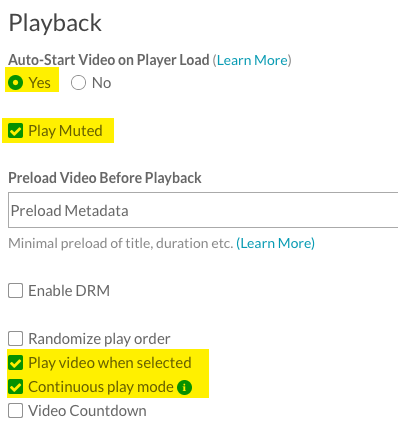 Playback
Auto-Start Video on Player Load (Learn More)
Yes No
Play Muted
Preload Video Before Playback
Preload Metadata
Minimal preload of title, duration etc. (Learn More)
Enable DRM
Randomize play order
Play video when selected
Continuous play mode i
Video Countdown